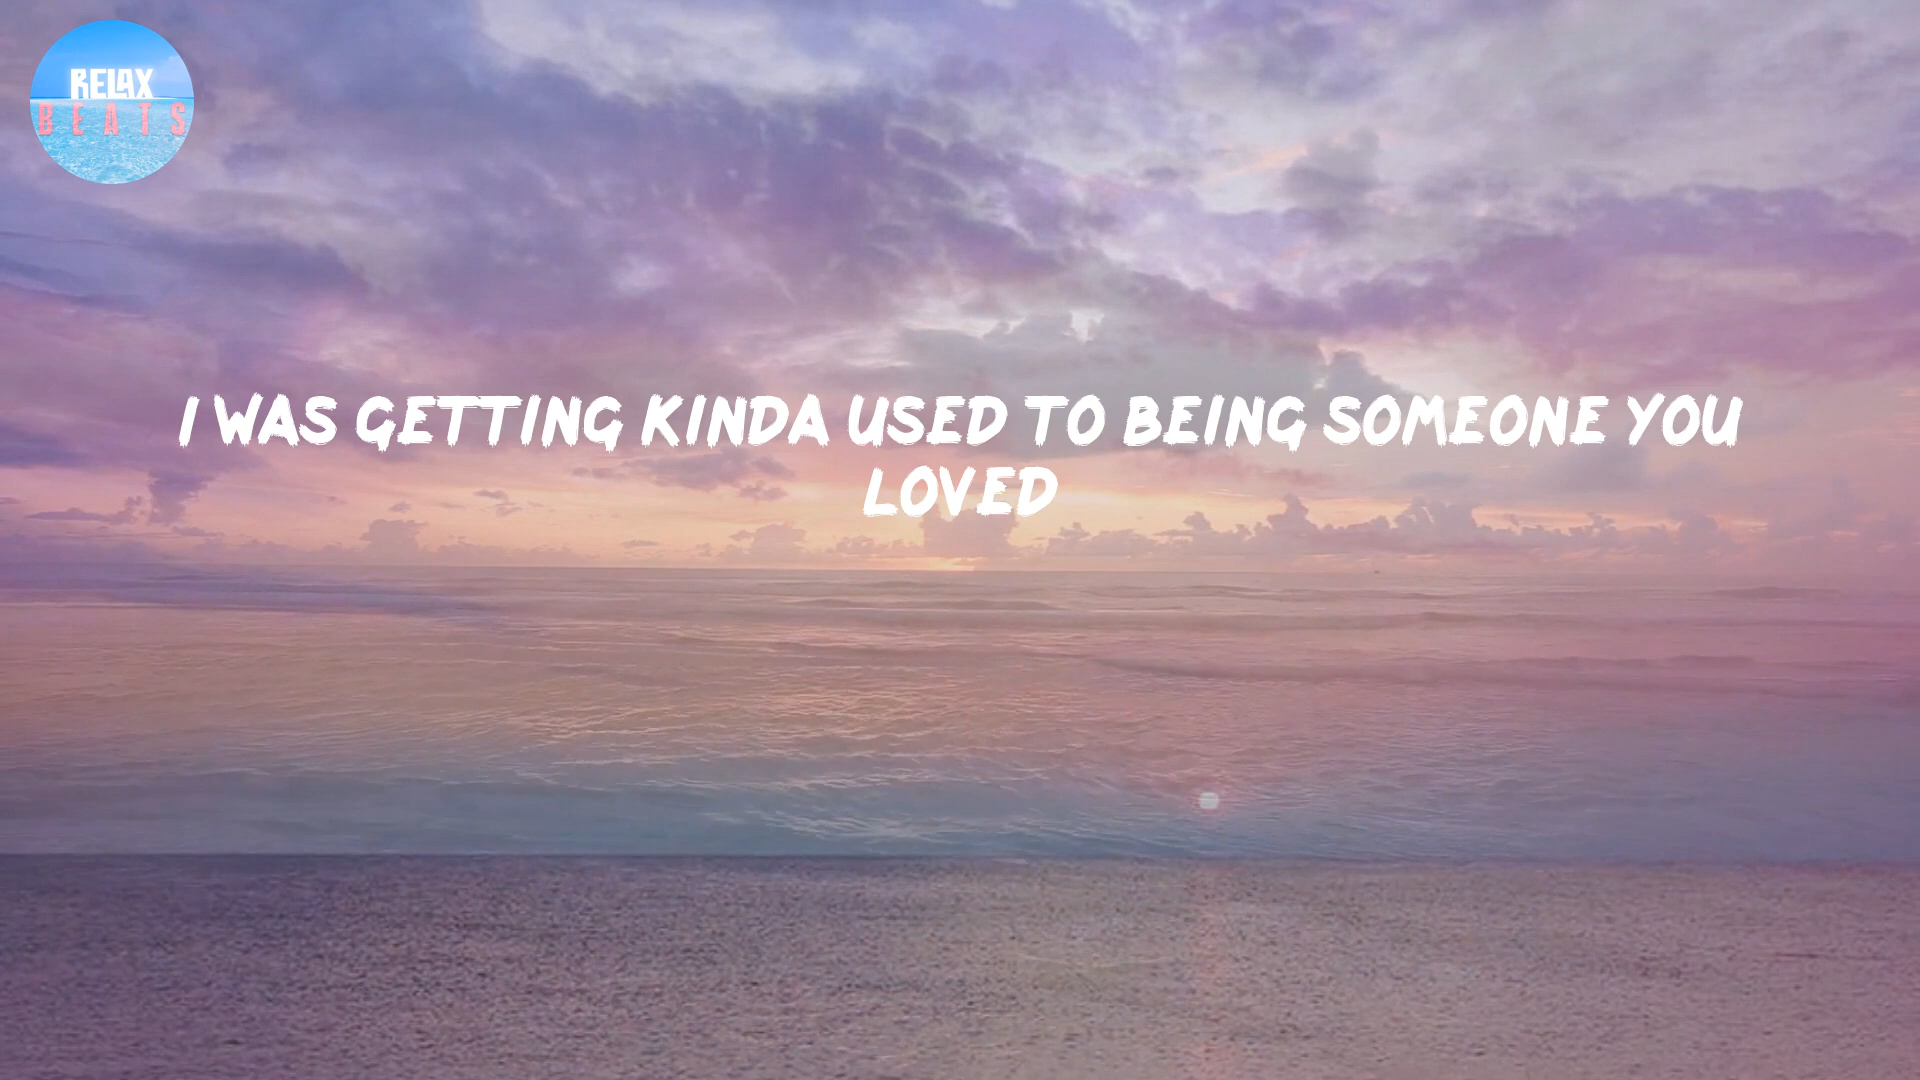 RELAX
BEATS
I WAS GETTING KINDA USED TO BEING SOMEONE YOU
LOVED